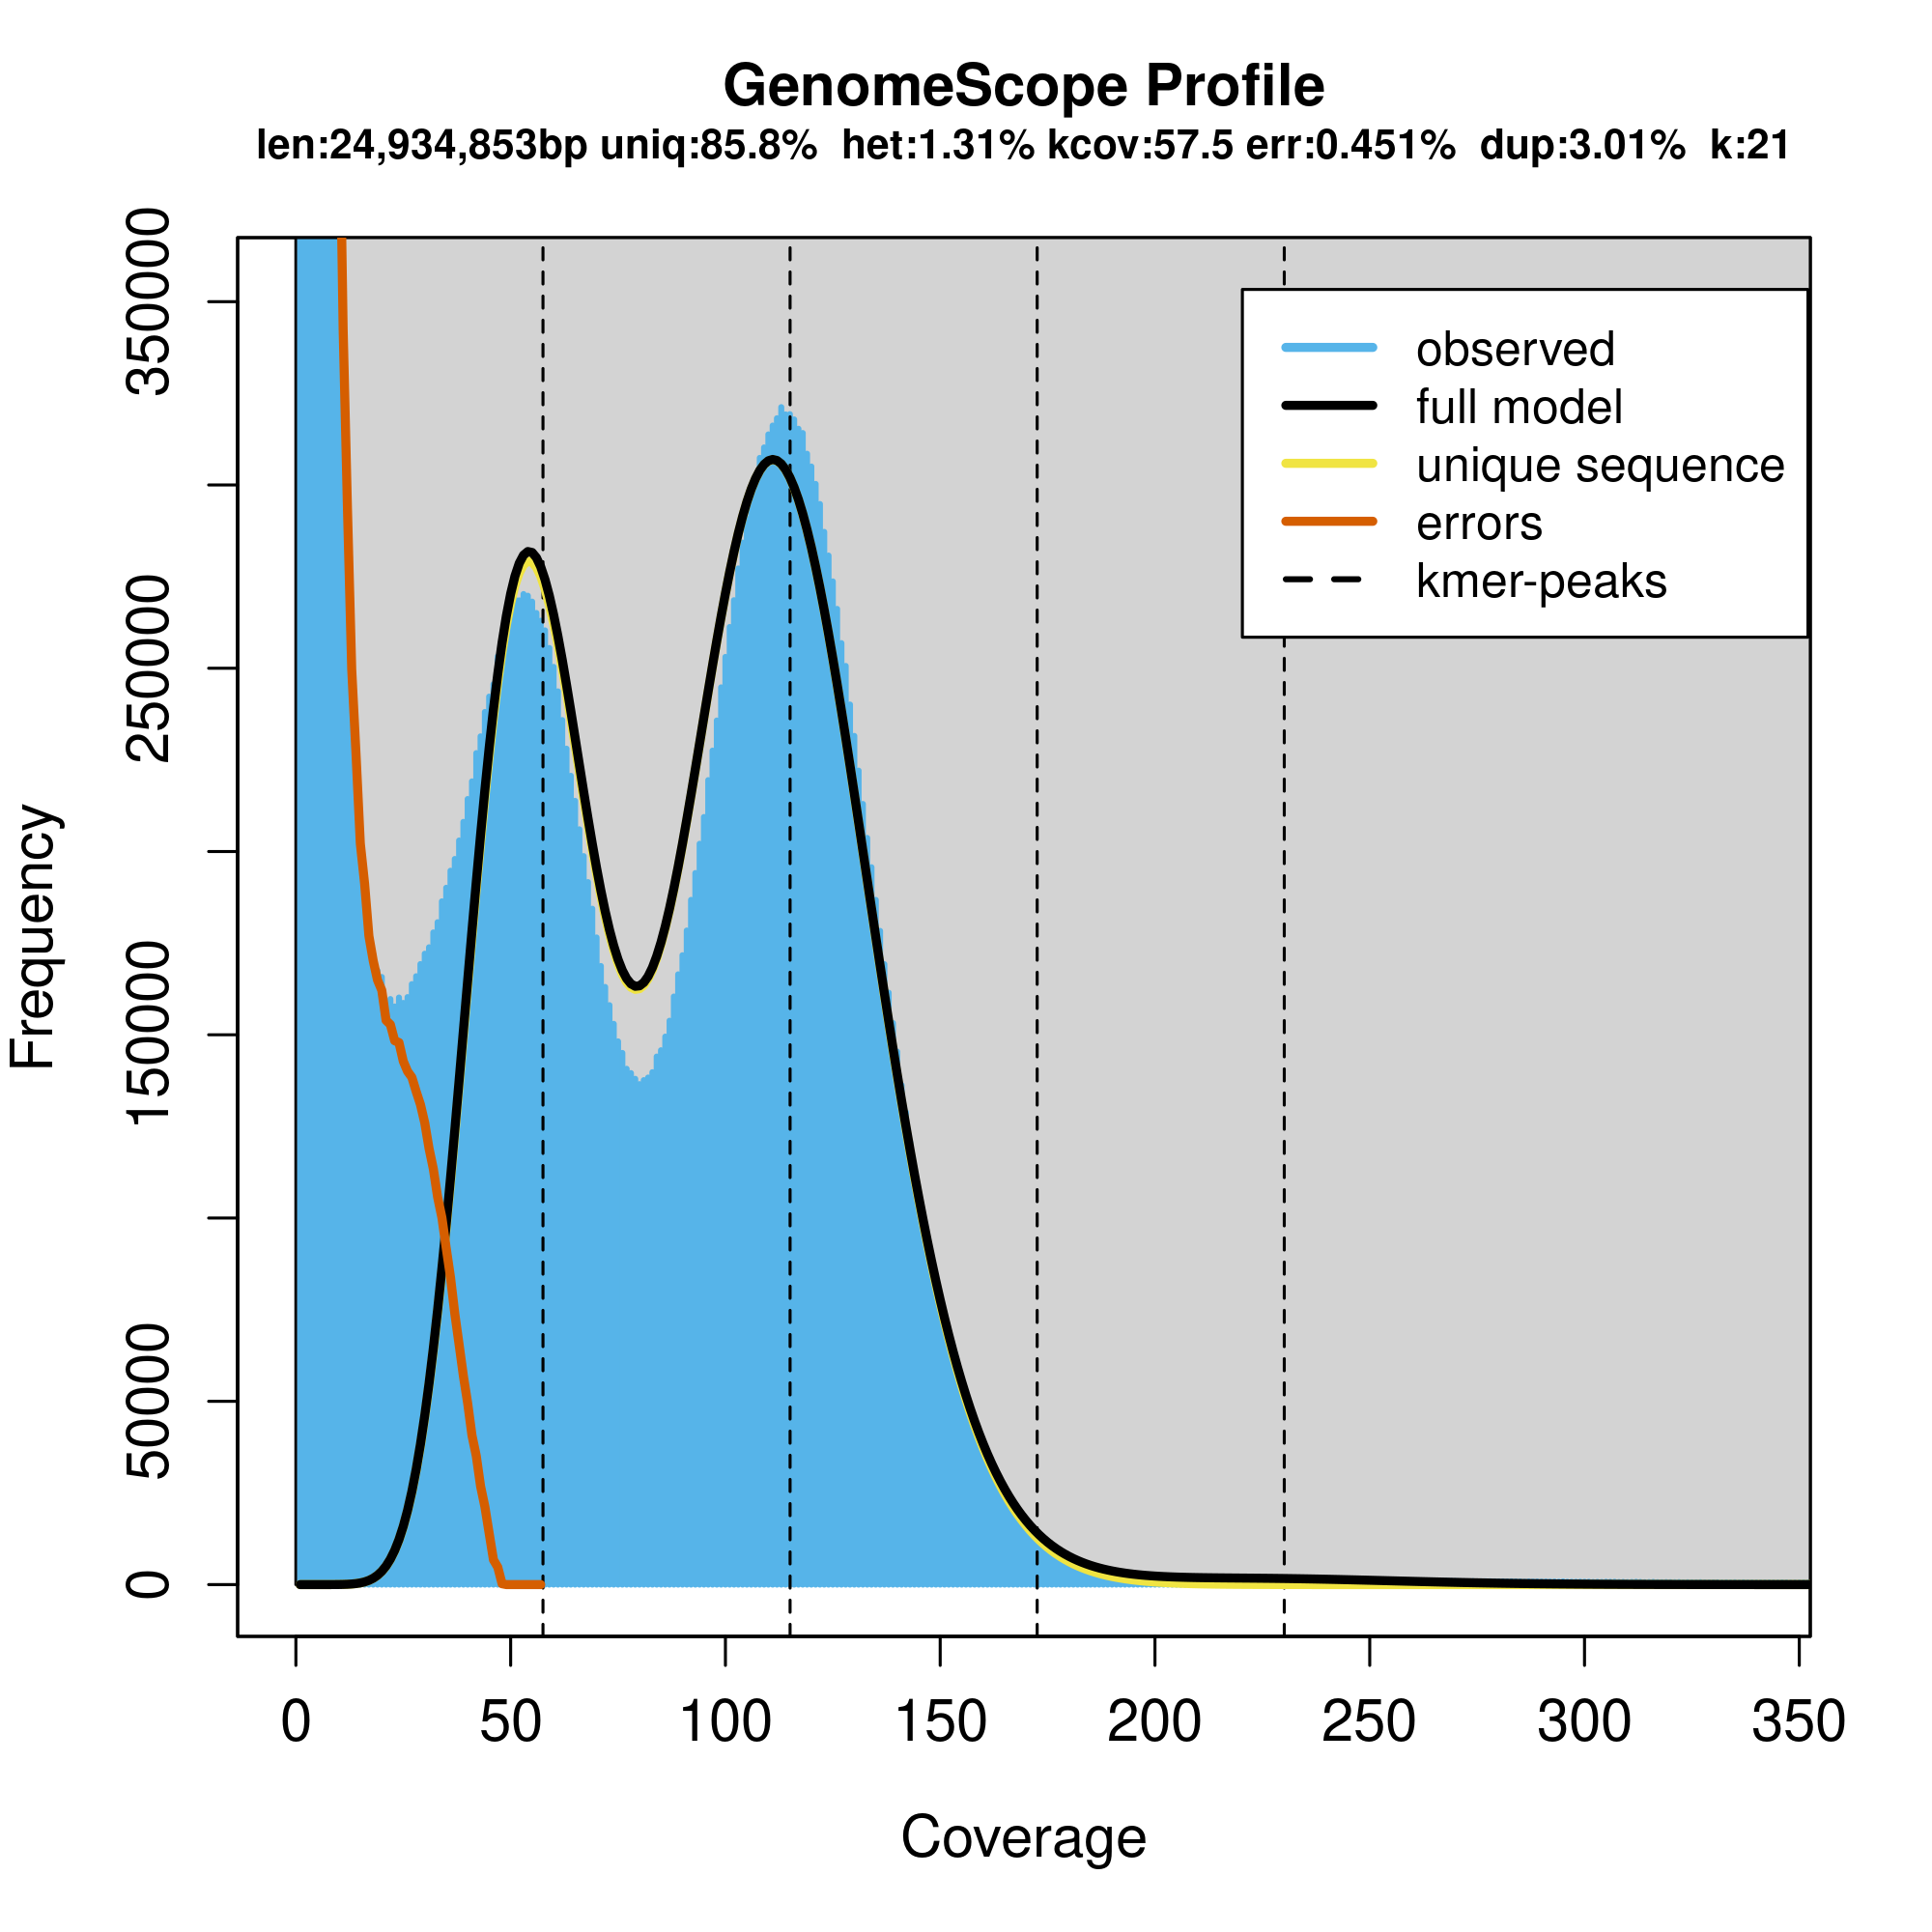 GenomeScope Profile
len:24,934,853bp uniq:85.8% het:1.31% kcov:57.5 err:0.451% dup:3.01% k:21
observed
full model
unique sequence
errors
kmer-peaks
Frequency
350000
250000
150000
50000
0
0 50 100 150 200 250 300 350
Coverage